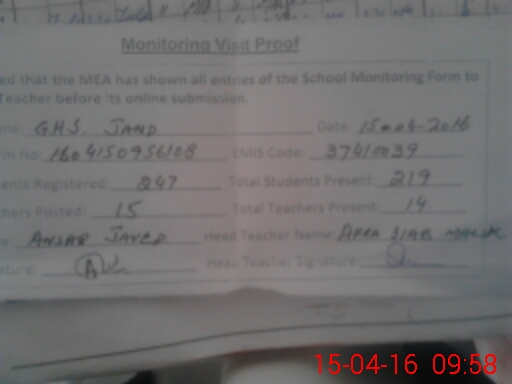 Monitoring Visit Proof
ed that the MEA has shown all entries of the School Monitoring Form to
Teacher before its online submission.
me: G.H.S. JAND Date: 15-04-2016
rm No: 1604150956108 EMIS Code: 37410039
ents Registered: 247 Total Students Present: 219
chers Posted: 15 Total Teachers Present: 14
e: ANSAR JAVED Head Teacher Name:
ature: Head Teacher Signature:
15-04-16 09:58